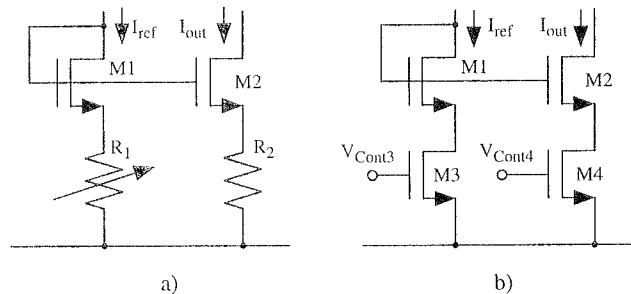 I_ref I_out
M1 M2
R_1 R_2
a)
I_ref I_out
M1 M2
V_Cont3 V_Cont4
M3 M4
b)